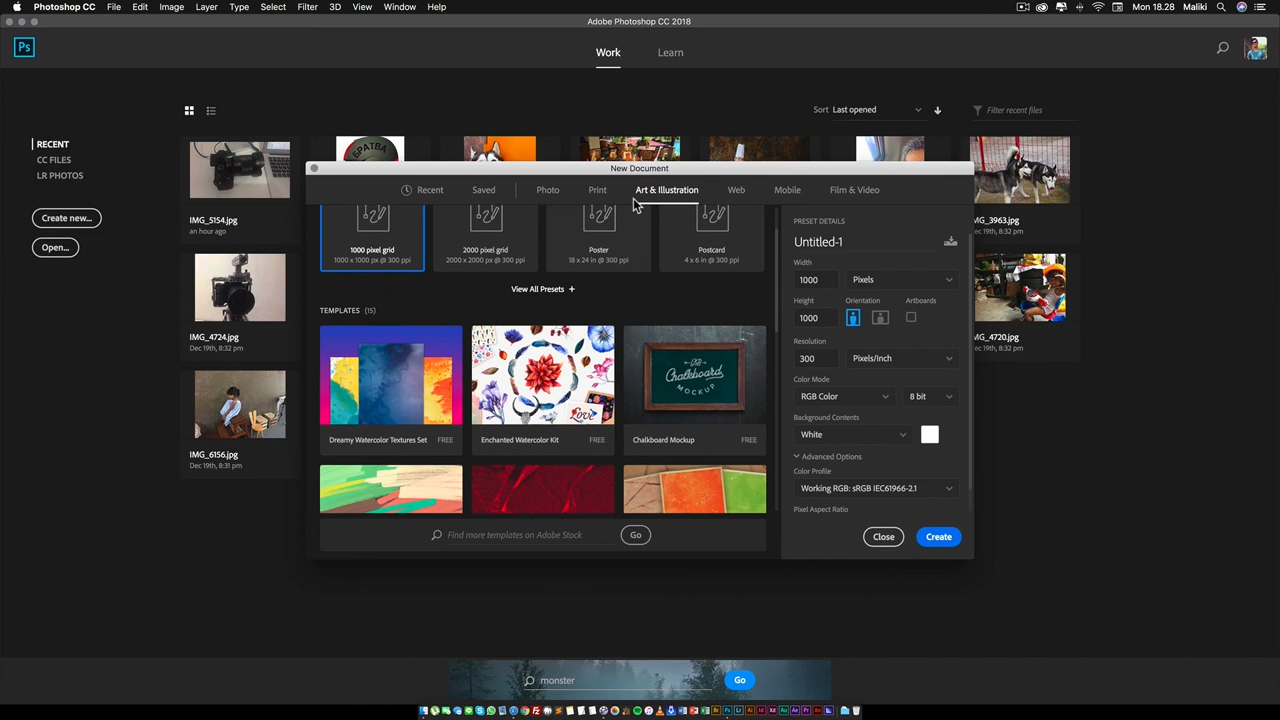 Photoshop CC File Edit Image Layer Type Select Filter 3D View Window Help Mon 18.28 Maliki
Adobe Photoshop CC 2018
Ps Work Learn
Sort Last opened Filter recent files
RECENT
CC FILES
LR PHOTOS
Create new...
Open...
IMG_5154.jpg
an hour ago
IMG_4724.jpg
Dec 19th, 8:32 pm
IMG_6156.jpg
Dec 19th, 8:31 pm
EPATBA
New Document
Recent Saved Photo Print Art & Illustration Web Mobile Film & Video
1000 pixel grid
1000 x 1000 px @ 300 ppi
2000 pixel grid
2000 x 2000 px @ 300 ppi
Poster
18 x 24 in @ 300 ppi
Postcard
4 x 6 in @ 300 ppi
View All Presets +
TEMPLATES (15)
Chalkboard
MOCKUP
Love
Dreamy Watercolor Textures Set FREE
Enchanted Watercolor Kit FREE
Chalkboard Mockup FREE
Find more templates on Adobe Stock Go
PRESET DETAILS
Untitled-1
Width
1000 Pixels
Height Orientation Artboards
1000
Resolution
300 Pixels/Inch
Color Mode
RGB Color 8 bit
Background Contents
White
Advanced Options
Color Profile
Working RGB: sRGB IEC61966-2.1
Pixel Aspect Ratio
Close Create
IMG_3963.jpg
Dec 19th, 8:32 pm
IMG_4720.jpg
Dec 19th, 8:32 pm
monster Go